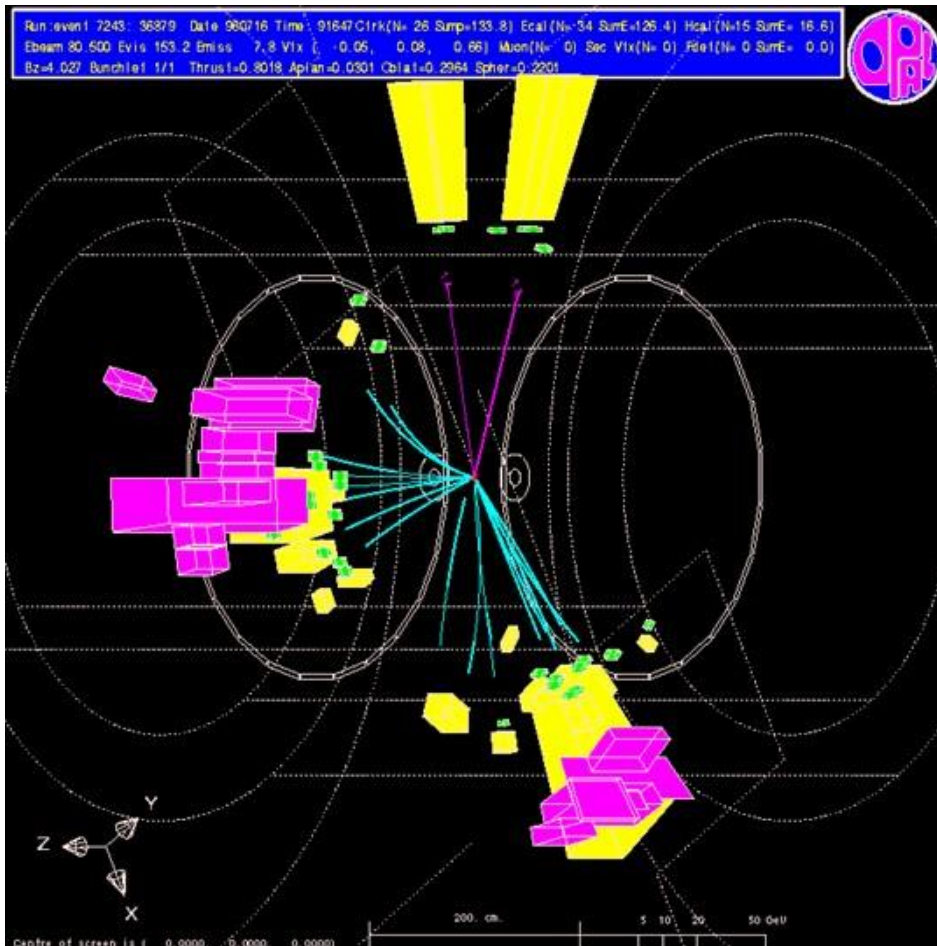 Run:event 7243: 36879 Date 960716 Time 91647 Ctrk(N= 26 Sump=133.8) Ecal(N= 34 SumE=126.4) Hcal(N=15 SumE= 16.6)
Ebeam 80.500 Evis 153.2 Emiss 7.8 Vtx ( -0.05, 0.08, 0.66) Muon(N= 0) Sec Vtx(N= 0) Fdet(N= 0 SumE= 0.0)
Bz=4.027 Bunchlet 1/1 Thrust=0.8018 Aplan=0.0301 Oblat=0.2964 Spher=0.2201
OPAL
Y
Z
X
200. cm.
5 10 20 50 GeV
Centre of screen is ( 0.0000, 0.0000, 0.0000)